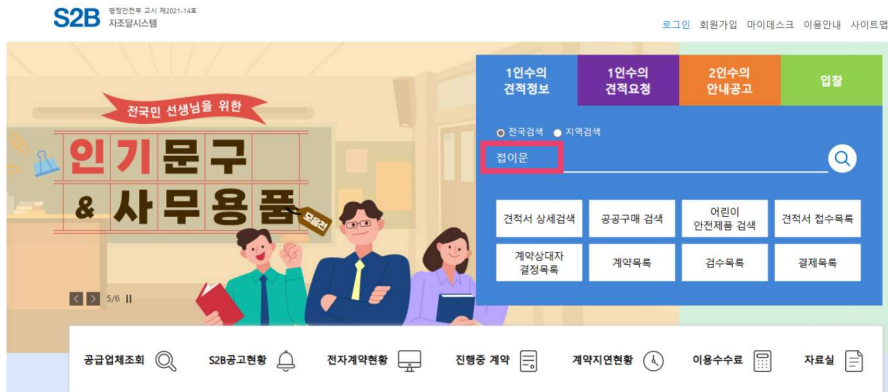 S2B
행정안전부 고시 제2021-14호
자조달시스템
로그인 회원가입 마이데스크 이용안내 사이트맵
전국민 선생님을 위한
인기문구
& 사무용품
모음전
5/6
1인수의
견적정보
1인수의
견적요청
2인수의
안내공고
입찰
전국검색 지역검색
접이문
견적서 상세검색
공공구매 검색
어린이
안전제품 검색
견적서 접수목록
계약상대자
결정목록
계약목록
검수목록
결제목록
공급업체조회
S2B공고현황
전자계약현황
진행중 계약
계약지연현황
이용수수료
자료실